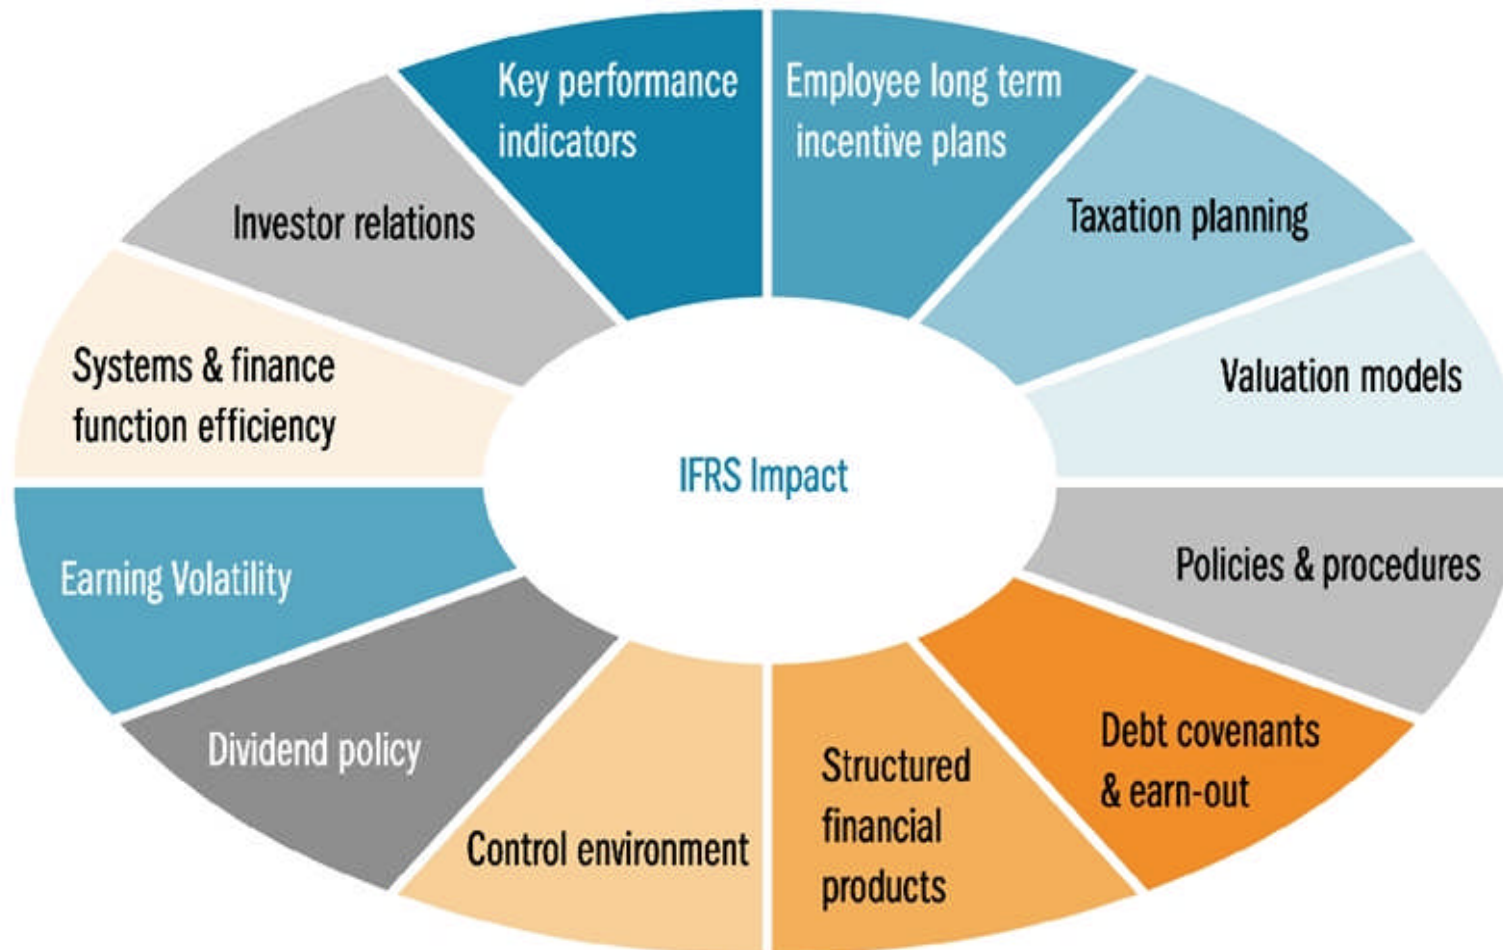 Key performance
indicators
Employee long term
incentive plans
Taxation planning
Valuation models
Policies & procedures
Debt covenants
& earn-out
Structured
financial
products
Control environment
Dividend policy
Earning Volatility
Systems & finance
function efficiency
Investor relations
IFRS Impact